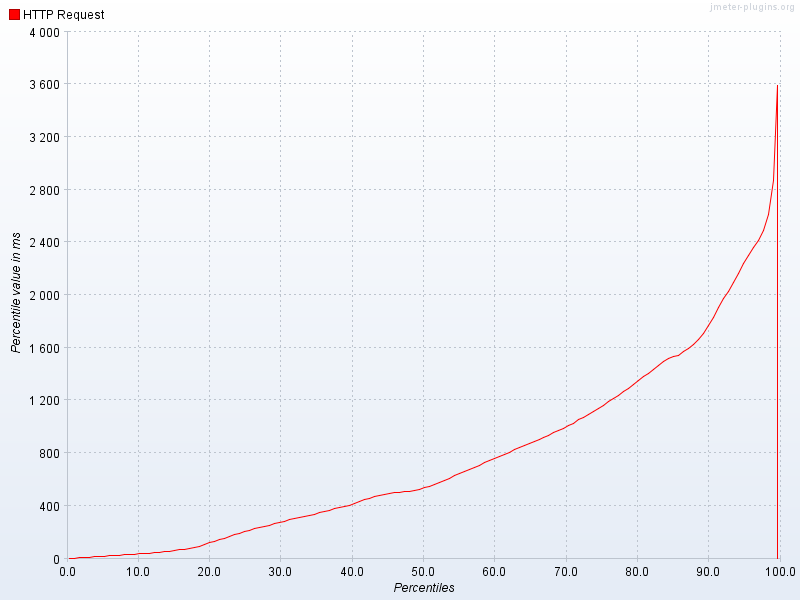 jmeter-plugins.org
HTTP Request
4 000
3 600
3 200
2 800
2 400
2 000
1 600
1 200
800
400
0
Percentile value in ms
0.0 10.0 20.0 30.0 40.0 50.0 60.0 70.0 80.0 90.0 100.0
Percentiles